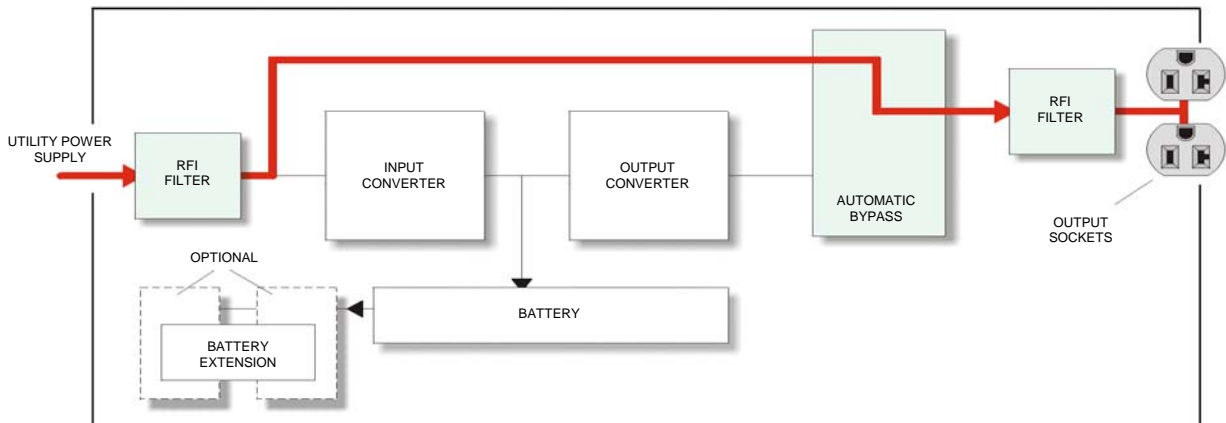 UTILITY POWER
SUPPLY
RFI
FILTER
INPUT
CONVERTER
OUTPUT
CONVERTER
AUTOMATIC
BYPASS
RFI
FILTER
OUTPUT
SOCKETS
OPTIONAL
BATTERY
EXTENSION
BATTERY